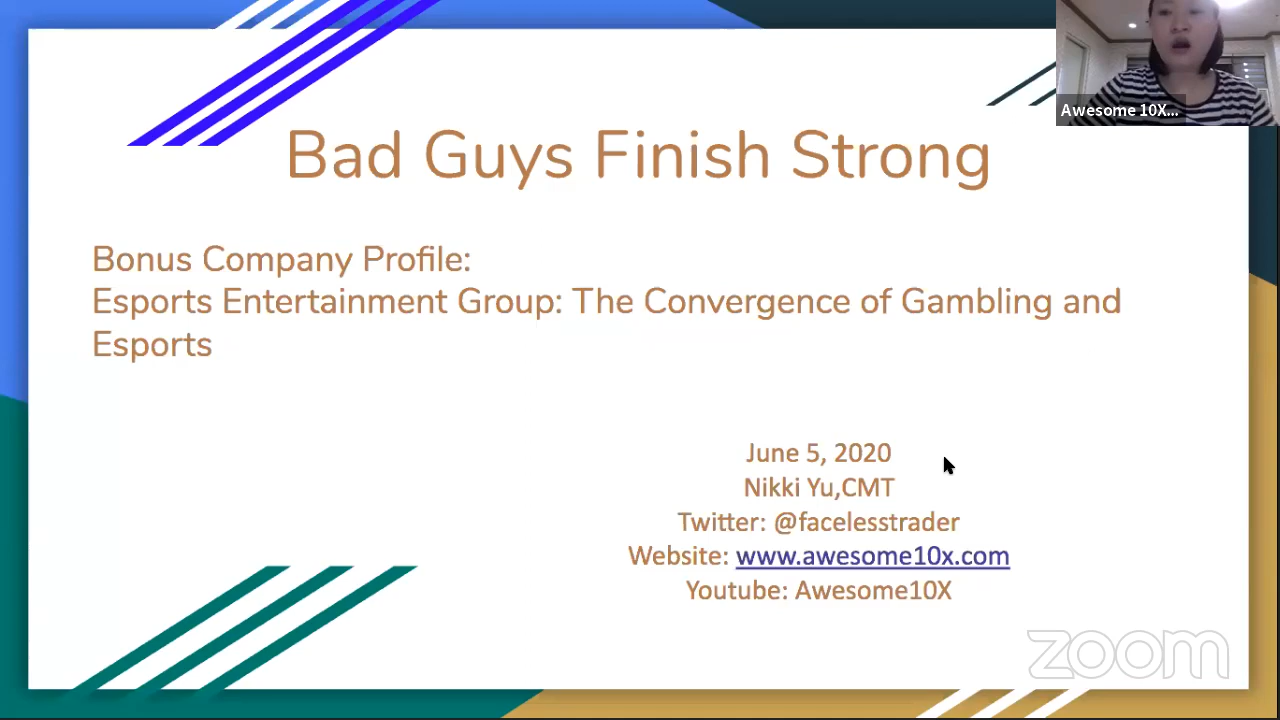 Awesome 10X...
Bad Guys Finish Strong
Bonus Company Profile:
Esports Entertainment Group: The Convergence of Gambling and
Esports
June 5, 2020
Nikki Yu,CMT
Twitter: @facelesstrader
Website: www.awesome10x.com
Youtube: Awesome10X
zoom